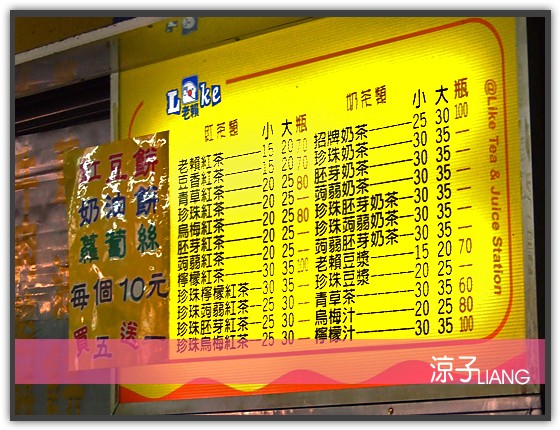 Like
老賴
紅茶類 小 大 瓶
老賴紅茶 15 20 70
豆香紅茶 15 20 70
青草紅茶 20 25 80
珍珠紅茶 20 25 —
烏梅紅茶 20 25 80
胚芽紅茶 20 25 —
蒟蒻紅茶 20 25 —
檸檬紅茶 30 35 100
珍珠檸檬紅茶 30 35 —
珍珠蒟蒻紅茶 25 30 —
珍珠胚芽紅茶 25 30 —
珍珠烏梅紅茶 25 30 —
奶茶類 小 大 瓶
招牌奶茶 25 30 100
珍珠奶茶 30 35 —
胚芽奶茶 30 35 —
蒟蒻奶茶 30 35 —
珍珠胚芽奶茶 30 35 —
珍珠蒟蒻奶茶 30 35 —
蒟蒻胚芽奶茶 30 35 —
老賴豆漿 15 20 70
珍珠豆漿 20 25 —
青草茶 20 25 60
烏梅汁 20 25 80
檸檬汁 30 35 100
@Like Tea & Juice Station
紅豆餅
奶油餅
蘿蔔絲
每個10元
買五送一
涼子LIANG